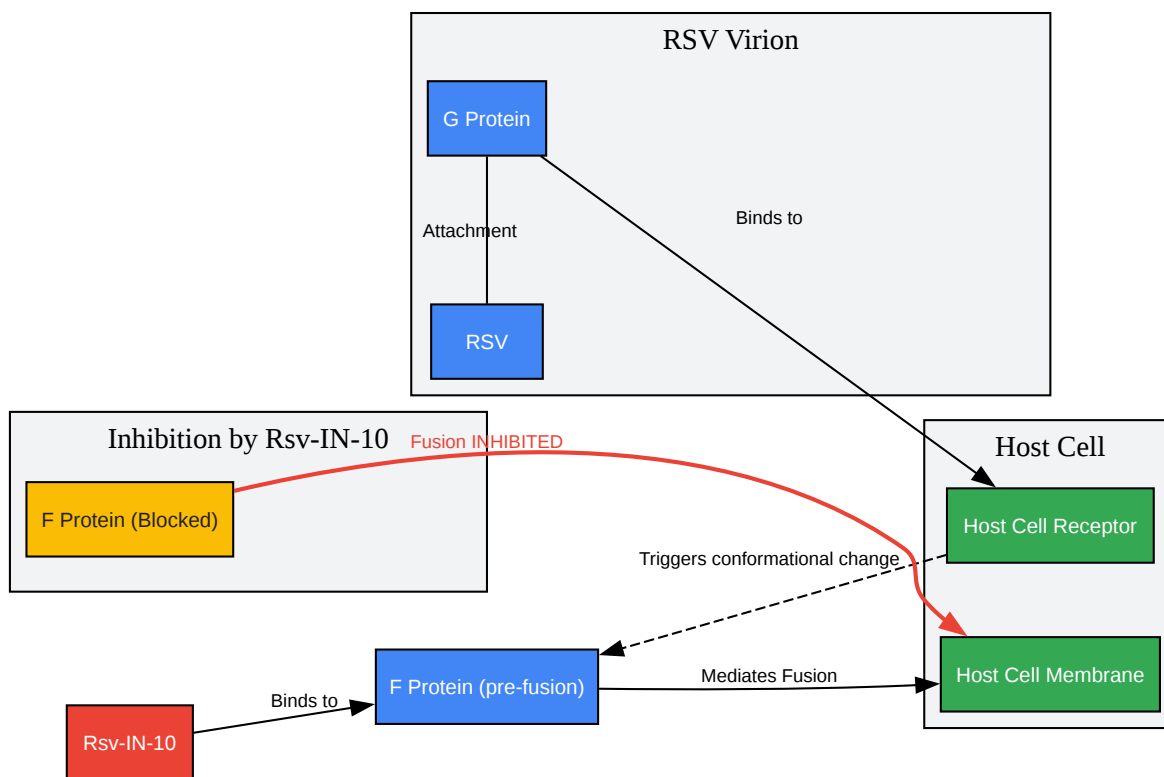 RSV Virion
G Protein
Attachment
Binds to
RSV
Inhibition by Rsv-IN-10
Fusion INHIBITED
F Protein (Blocked)
Host Cell
Host Cell Receptor
Triggers conformational change
F Protein (pre-fusion)
Mediates Fusion
Host Cell Membrane
Binds to
Rsv-IN-10